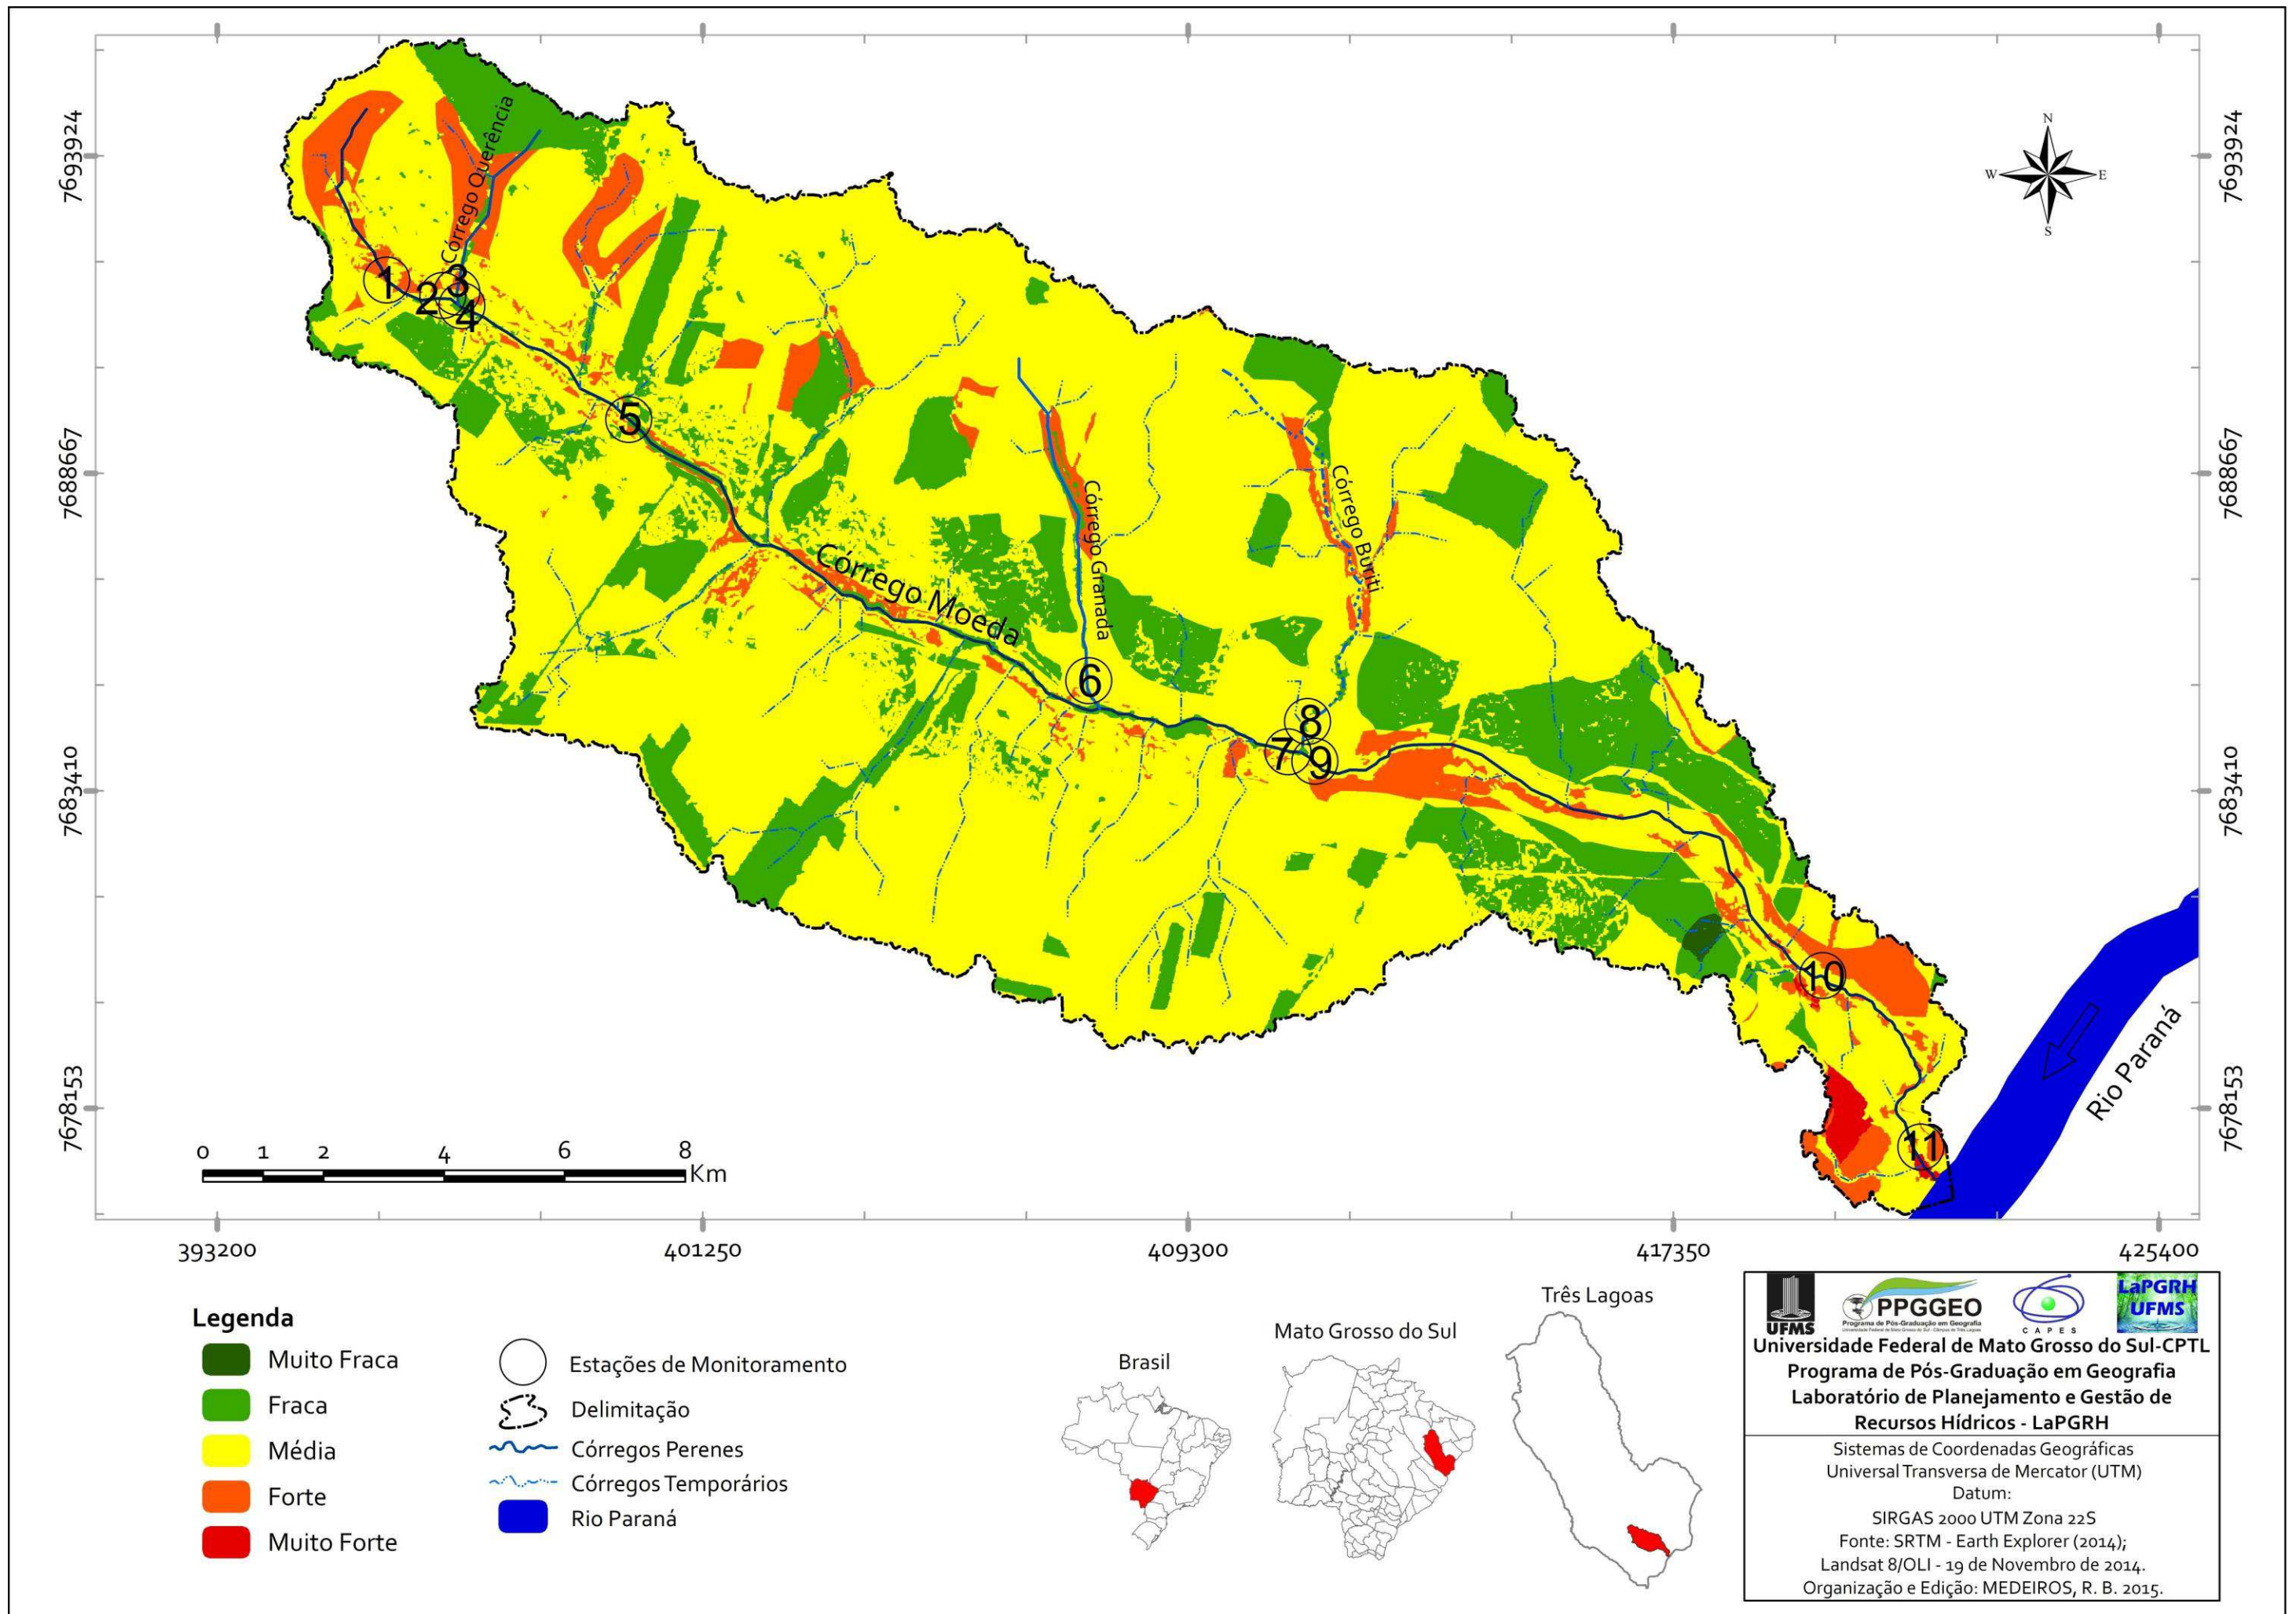 N
W
E
S
7693924
7688667
7683410
7678153
7693924
7688667
7683410
7678153
Córrego Querência
Córrego Moeda
Córrego Granada
Córrego Buriti
Rio Paraná
1
2
3
4
5
6
7
8
9
10
11
0 1 2 4 6 8
Km
393200 401250 409300 417350 425400
Legenda
Muito Fraca
Fraca
Média
Forte
Muito Forte
Estações de Monitoramento
Delimitação
Córregos Perenes
Córregos Temporários
Rio Paraná
Brasil
Mato Grosso do Sul
Três Lagoas
UFMS
PPGGEO
Programa de Pós-Graduação em Geografia
CAPES
LaPGRH
UFMS
Universidade Federal de Mato Grosso do Sul-CPTL
Programa de Pós-Graduação em Geografia
Laboratório de Planejamento e Gestão de
Recursos Hídricos - LaPGRH
Sistemas de Coordenadas Geográficas
Universal Transversa de Mercator (UTM)
Datum:
SIRGAS 2000 UTM Zona 22S
Fonte: SRTM - Earth Explorer (2014);
Landsat 8/OLI - 19 de Novembro de 2014.
Organização e Edição: MEDEIROS, R. B. 2015.